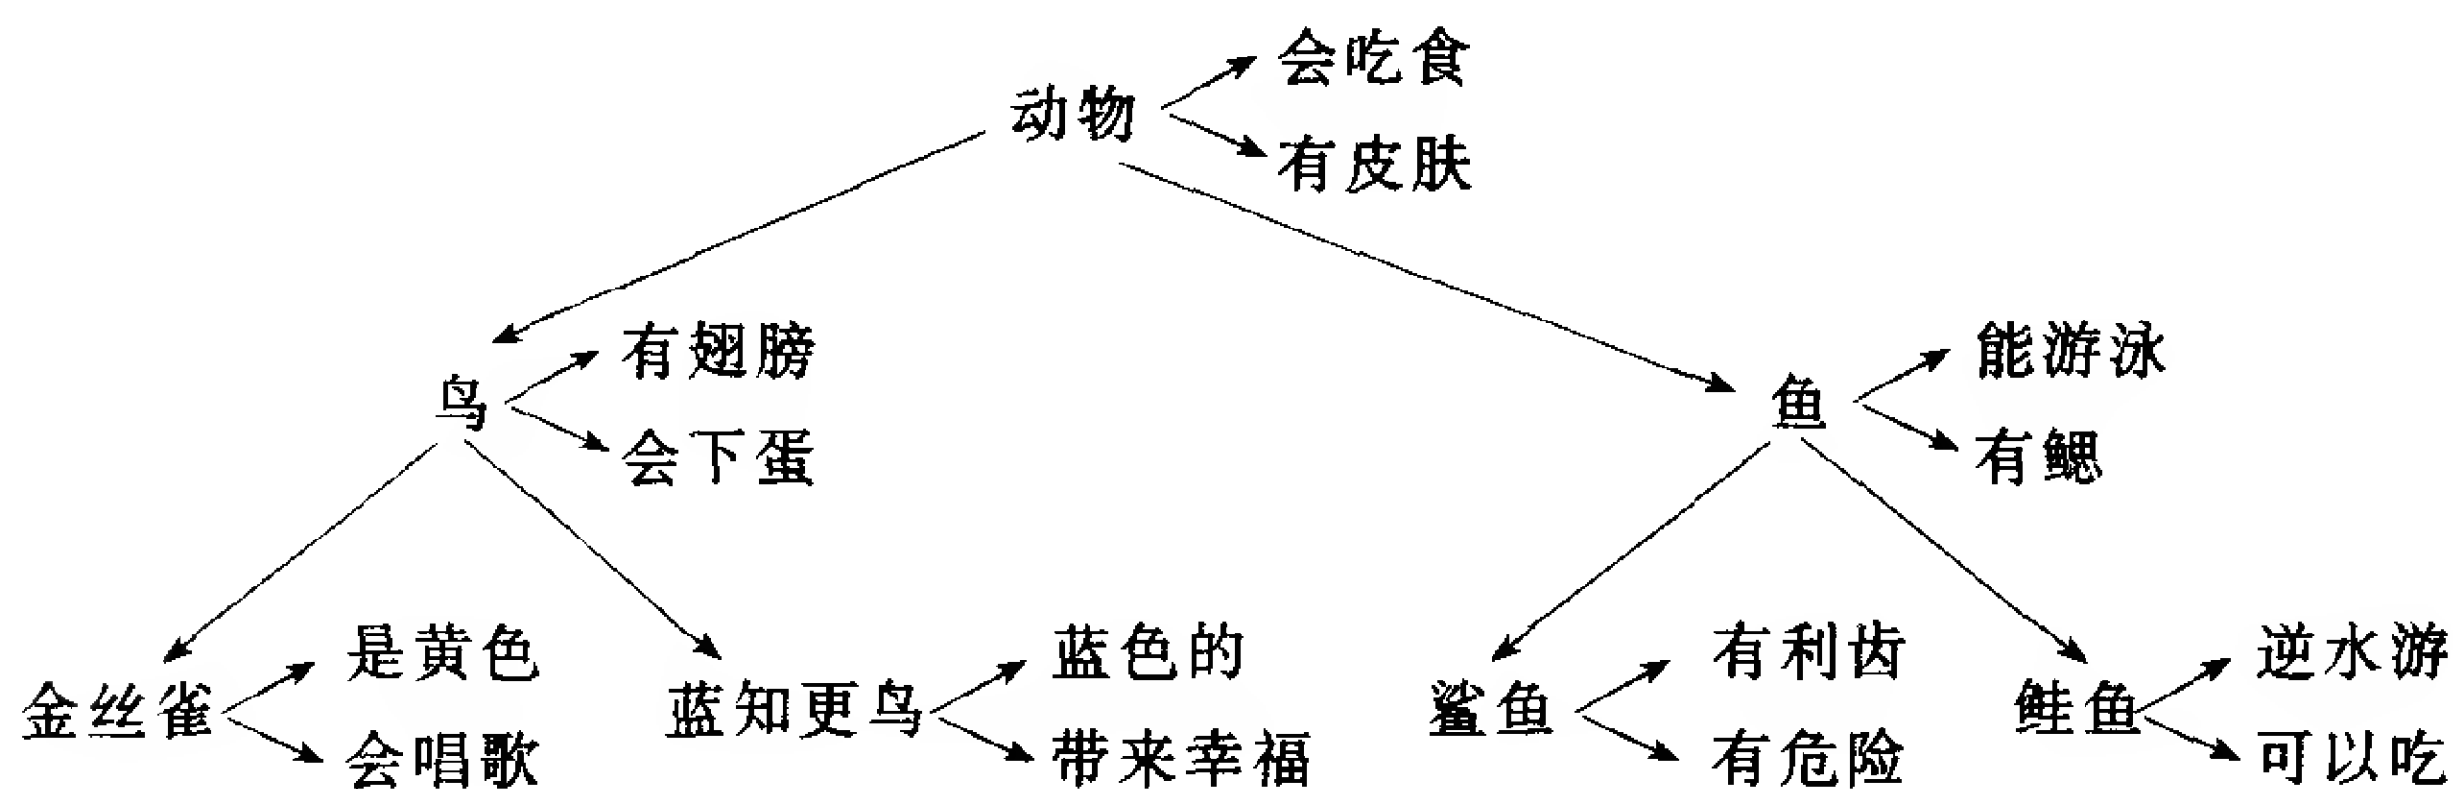 会吃食
动物
有皮肤
有翅膀
鸟
会下蛋
能游泳
鱼
有鳃
是黄色
金丝雀
会唱歌
蓝色的
蓝知更鸟
带来幸福
有利齿
鲨鱼
有危险
逆水游
鲑鱼
可以吃